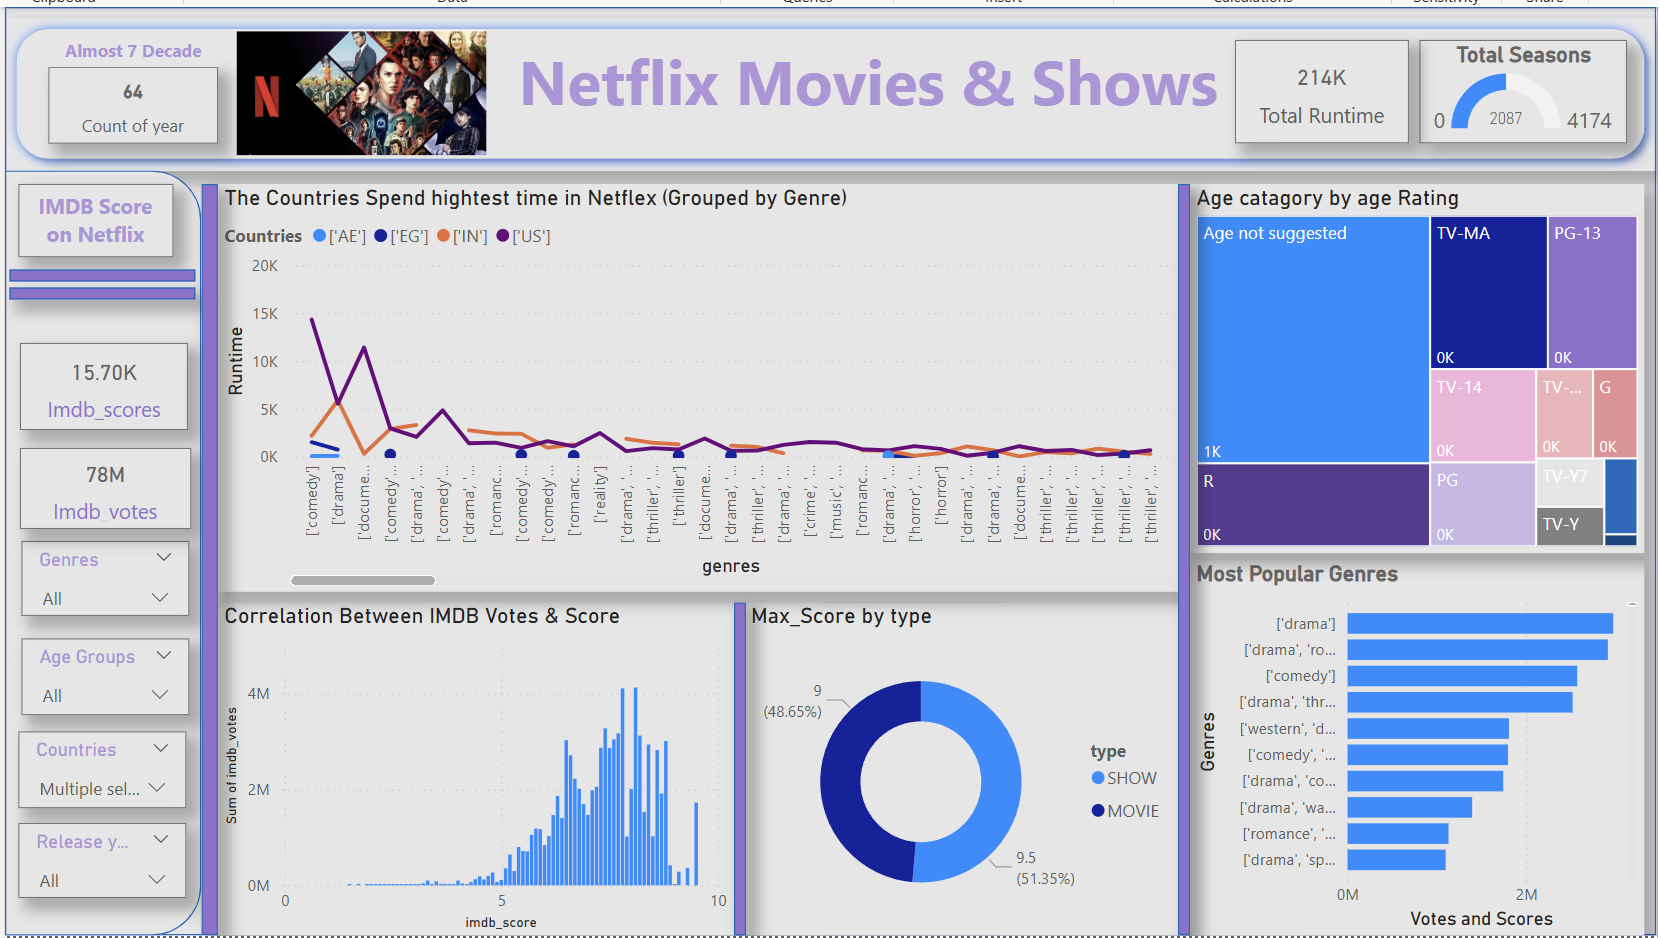 Clipboard
Data
Queries
Insert
Calculations
Sensitivity
Share
Almost 7 Decade
64
Count of year
N
Netflix Movies & Shows
214K
Total Runtime
Total Seasons
0
2087
4174
IMDB Score
on Netflix
15.70K
Imdb_scores
78M
Imdb_votes
Genres
All
Age Groups
All
Countries
Multiple sel...
Release y...
All
The Countries Spend hightest time in Netflex (Grouped by Genre)
Countries ['AE'] ['EG'] ['IN'] ['US']
Runtime
20K
15K
10K
5K
0K
['comedy']
['drama']
['docume...
['comedy' ...
['drama', ' ...
['comedy' ...
['romanc...
['comedy' ...
['comedy' ...
['romanc...
['reality']
['drama', ' ...
['thriller', ' ...
['thriller']
['docume...
['drama', ' ...
['thriller', ' ...
['drama', ' ...
['crime', ' ...
['music', ' ...
['romanc...
['drama', ' ...
['horror', ' ...
['horror']
['drama', ' ...
['drama', ' ...
['docume...
['thriller', ' ...
['thriller', ' ...
['thriller', ' ...
['drama', ' ...
['thriller', ' ...
genres
Correlation Between IMDB Votes & Score
Sum of imdb_votes
4M
2M
0M
0
5
10
imdb_score
Max_Score by type
9
(48.65%)
9.5
(51.35%)
type
SHOW
MOVIE
Age catagory by age Rating
Age not suggested
1K
R
0K
TV-MA
0K
PG-13
0K
TV-14
0K
TV-...
0K
G
0K
PG
0K
TV-Y7
TV-Y
Most Popular Genres
Genres
['drama']
['drama', 'ro...
['comedy']
['drama', 'thr...
['western', 'd...
['comedy', '...
['drama', 'co...
['drama', 'wa...
['romance', '...
['drama', 'sp...
0M
2M
Votes and Scores